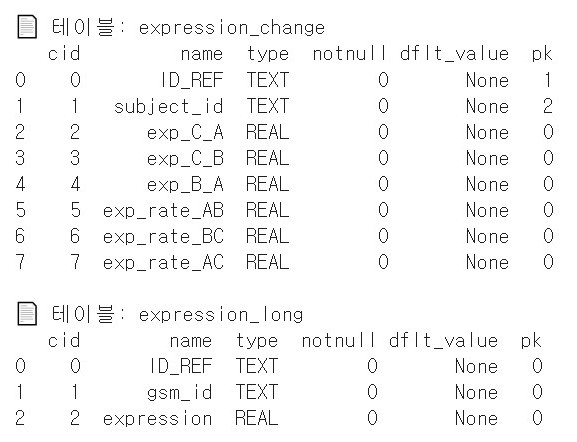 테이블: expression_change
cid name type notnull dflt_value pk
0 0 ID_REF TEXT 0 None 1
1 1 subject_id TEXT 0 None 2
2 2 exp_C_A REAL 0 None 0
3 3 exp_C_B REAL 0 None 0
4 4 exp_B_A REAL 0 None 0
5 5 exp_rate_AB REAL 0 None 0
6 6 exp_rate_BC REAL 0 None 0
7 7 exp_rate_AC REAL 0 None 0
테이블: expression_long
cid name type notnull dflt_value pk
0 0 ID_REF TEXT 0 None 0
1 1 gsm_id TEXT 0 None 0
2 2 expression REAL 0 None 0